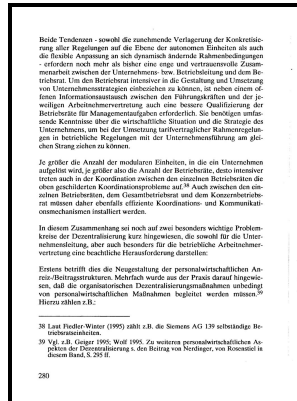 Beide Tendenzen - sowohl die zunehmende Verlagerung der Konkretisie-
rung aller Regelungen auf die Ebene der autonomen Einheiten als auch
die flexible Anpassung an sich dynamisch ändernde Rahmenbedingungen
- erfordern noch mehr als bisher eine enge und vertrauensvolle Zusam-
menarbeit zwischen der Unternehmens- bzw. Betriebsleitung und dem Be-
triebsrat. Um den Betriebsrat intensiver in die Gestaltung und Umsetzung
von Unternehmensstrategien einbeziehen zu können, ist neben einem of-
fenen Informationsaustausch zwischen den Führungskräften und der je-
weiligen Arbeitnehmervertretung auch eine bessere Qualifizierung der
Betriebsräte für Managementaufgaben erforderlich. Sie benötigen umfas-
sende Kenntnisse über die wirtschaftliche Situation und die Strategie des
Unternehmens, um bei der Umsetzung tarifvertraglicher Rahmenregelun-
gen in betriebliche Regelungen mit der Unternehmensführung am glei-
chen Strang ziehen zu können.
Je größer die Anzahl der modularen Einheiten, in die ein Unternehmen
aufgelöst wird, je größer also die Anzahl der Betriebsräte, desto intensiver
treten auch in der Koordination zwischen den einzelnen Betriebsräten die
oben geschilderten Koordinationsprobleme auf.38 Auch zwischen den ein-
zelnen Betriebsräten, dem Gesamtbetriebsrat und dem Konzernbetriebs-
rat müssen daher ebenfalls effiziente Koordinations- und Kommunikati-
onsmechanismen installiert werden.
In diesem Zusammenhang sei noch auf zwei besonders wichtige Problem-
kreise der Dezentralisierung kurz hingewiesen, die sowohl für die Unter-
nehmensleitung, aber auch besonders für die betriebliche Arbeitnehmer-
vertretung eine beachtliche Herausforderung darstellen:
Erstens betrifft dies die Neugestaltung der personalwirtschaftlichen An-
reiz-/Beitragsstrukturen. Mehrfach wurde aus der Praxis darauf hingewie-
sen, daß die organisatorischen Dezentralisierungsmaßnahmen unbedingt
von personalwirtschaftlichen Maßnahmen begleitet werden müssen.39
Hierzu zählen z.B.:
38 Laut Fiedler-Winter (1995) zählt z.B. die Siemens AG 139 selbständige Be-
triebsratseinheiten.
39 Vgl. z.B. Geiger 1995; Wolf 1995. Zu weiteren personalwirtschaftlichen As-
pekten der Dezentralisierung s. den Beitrag von Nerdinger, von Rosenstiel in
diesem Band, S. 295 ff.
280